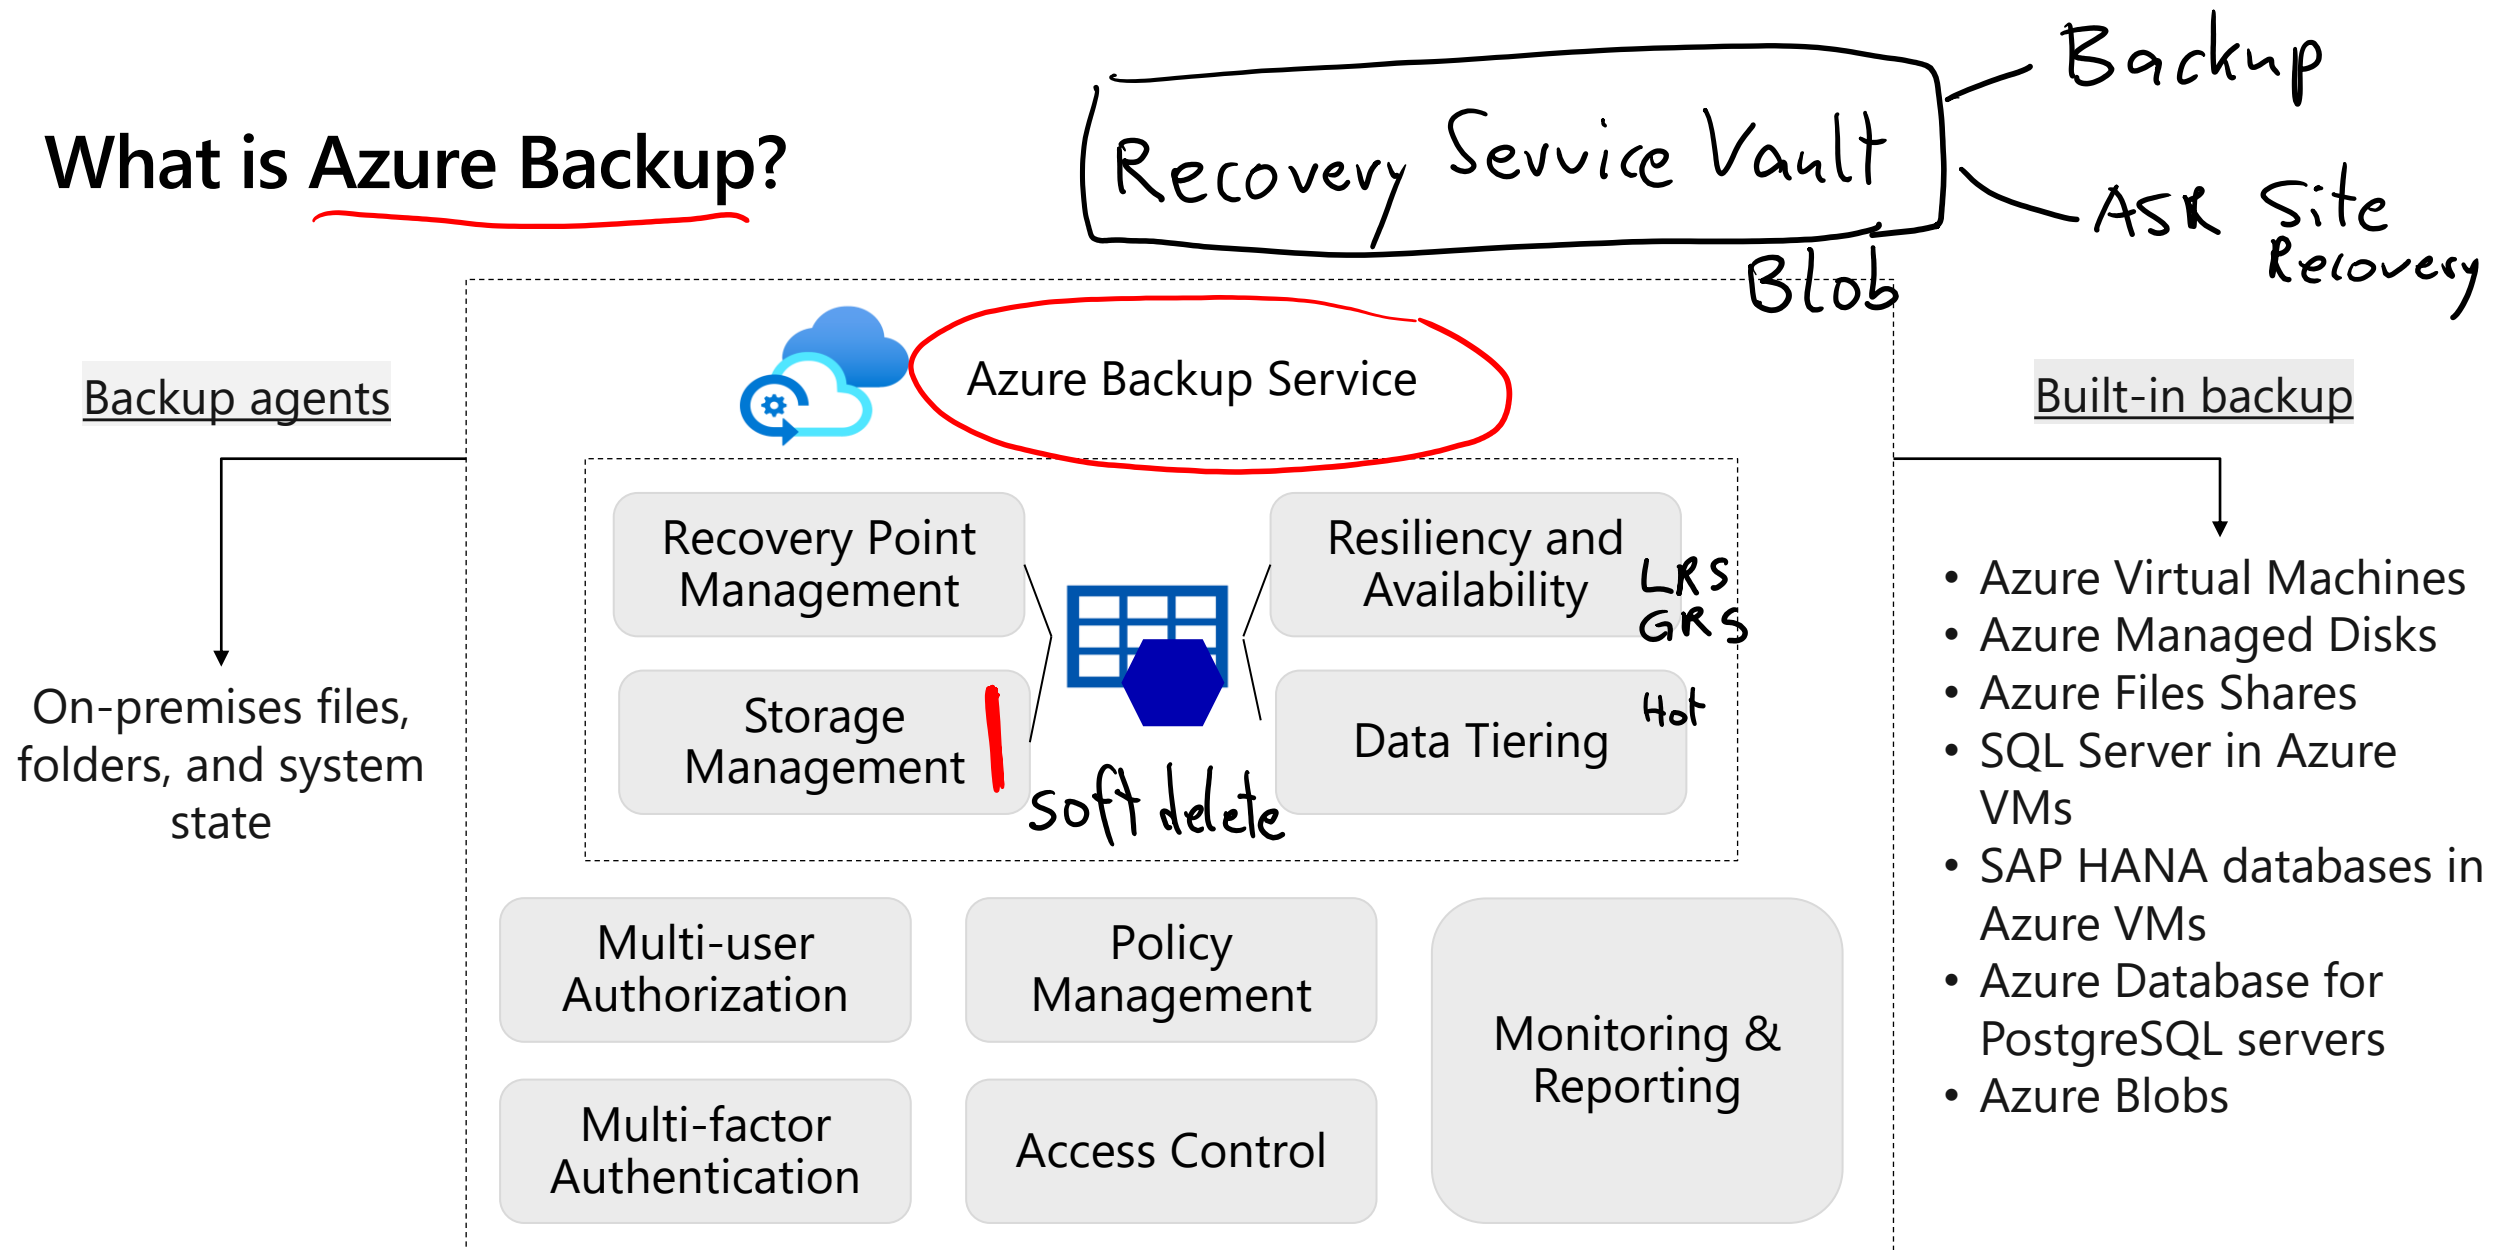 What is Azure Backup?
Recovery Service Vault
Backup
ASR Site
Recovery
Blob
Azure Backup Service
Backup agents
On-premises files,
folders, and system
state
Recovery Point
Management
Resiliency and
Availability
LRS
GRS
Storage
Management
Data Tiering
Hot
soft delete
Multi-user
Authorization
Policy
Management
Monitoring &
Reporting
Multi-factor
Authentication
Access Control
Built-in backup
• Azure Virtual Machines
• Azure Managed Disks
• Azure Files Shares
• SQL Server in Azure
VMs
• SAP HANA databases in
Azure VMs
• Azure Database for
PostgreSQL servers
• Azure Blobs